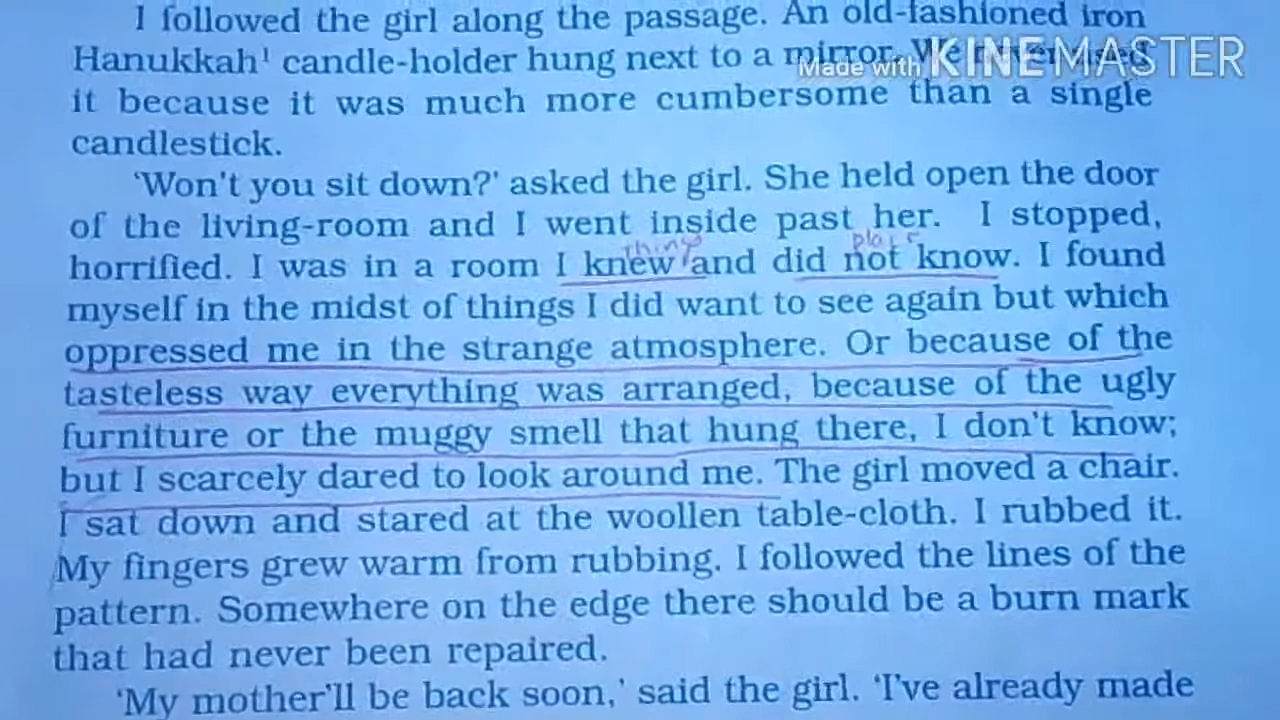 I followed the girl along the passage. An old-fashioned iron
Hanukkah¹ candle-holder hung next to a mirror. We
Made with KINEMASTER
it because it was much more cumbersome than a single
candlestick.
'Won't you sit down?' asked the girl. She held open the door
of the living-room and I went inside past her. I stopped,
things
horrified. I was in a room I knew and did not know. I found
myself in the midst of things I did want to see again but which
oppressed me in the strange atmosphere. Or because of the
tasteless way everything was arranged, because of the ugly
furniture or the muggy smell that hung there, I don't know;
but I scarcely dared to look around me. The girl moved a chair.
I sat down and stared at the woollen table-cloth. I rubbed it.
My fingers grew warm from rubbing. I followed the lines of the
pattern. Somewhere on the edge there should be a burn mark
that had never been repaired.
'My mother'll be back soon,' said the girl. 'I've already made